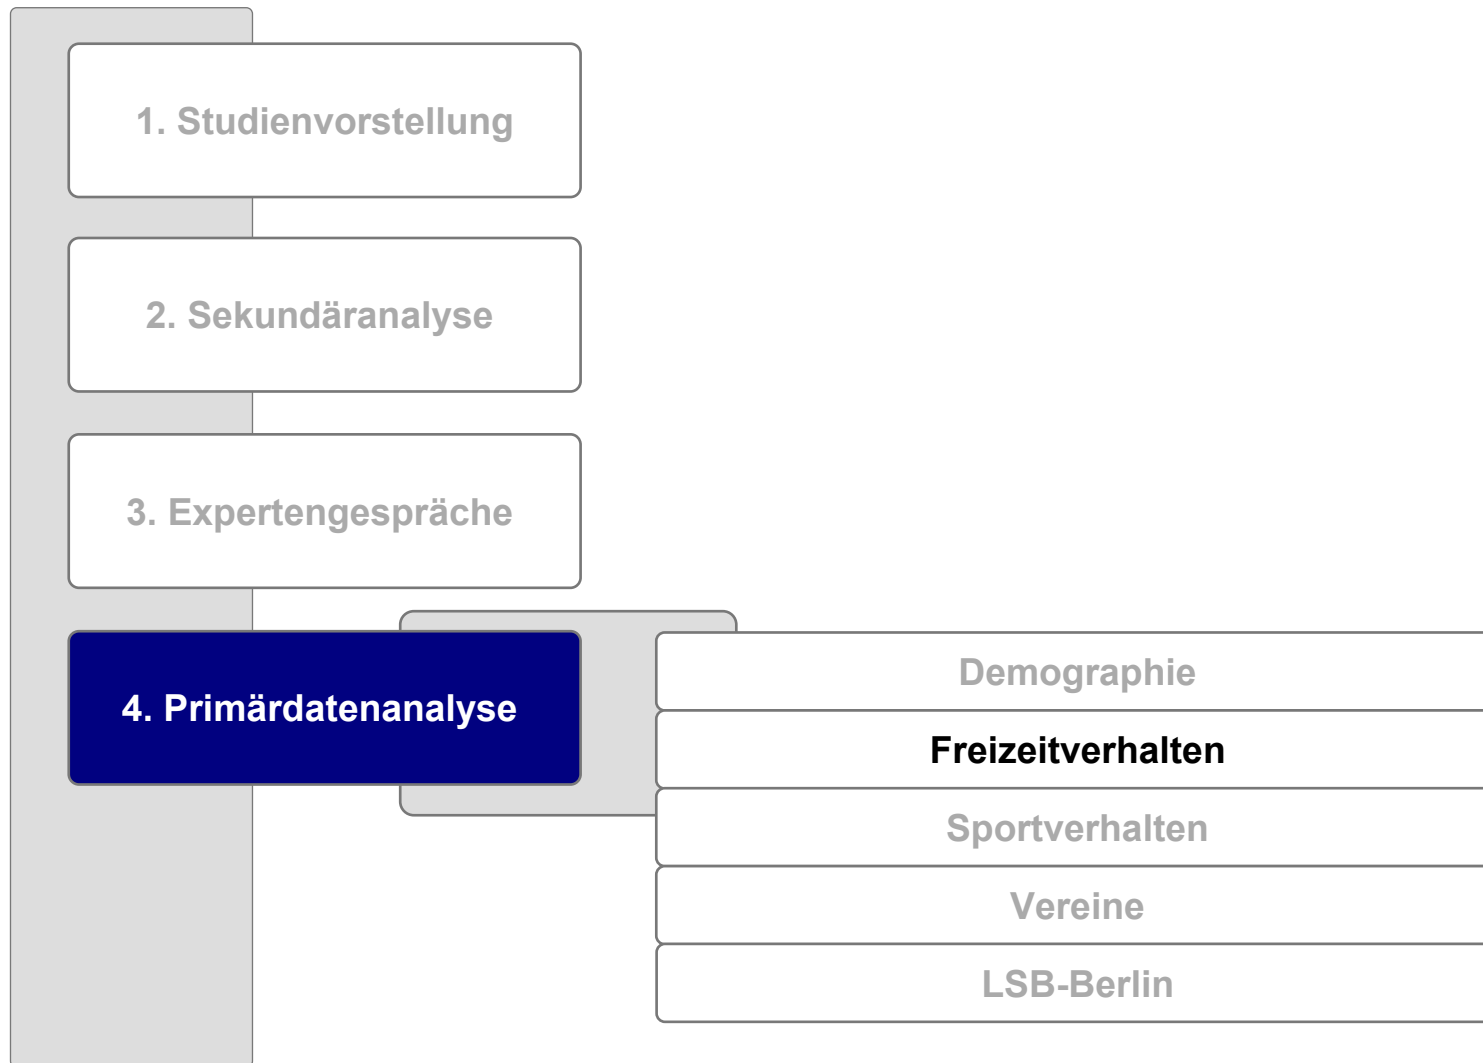 1. Studienvorstellung
2. Sekundäranalyse
3. Expertengespräche
4. Primärdatenanalyse
Demographie
Freizeitverhalten
Sportverhalten
Vereine
LSB-Berlin